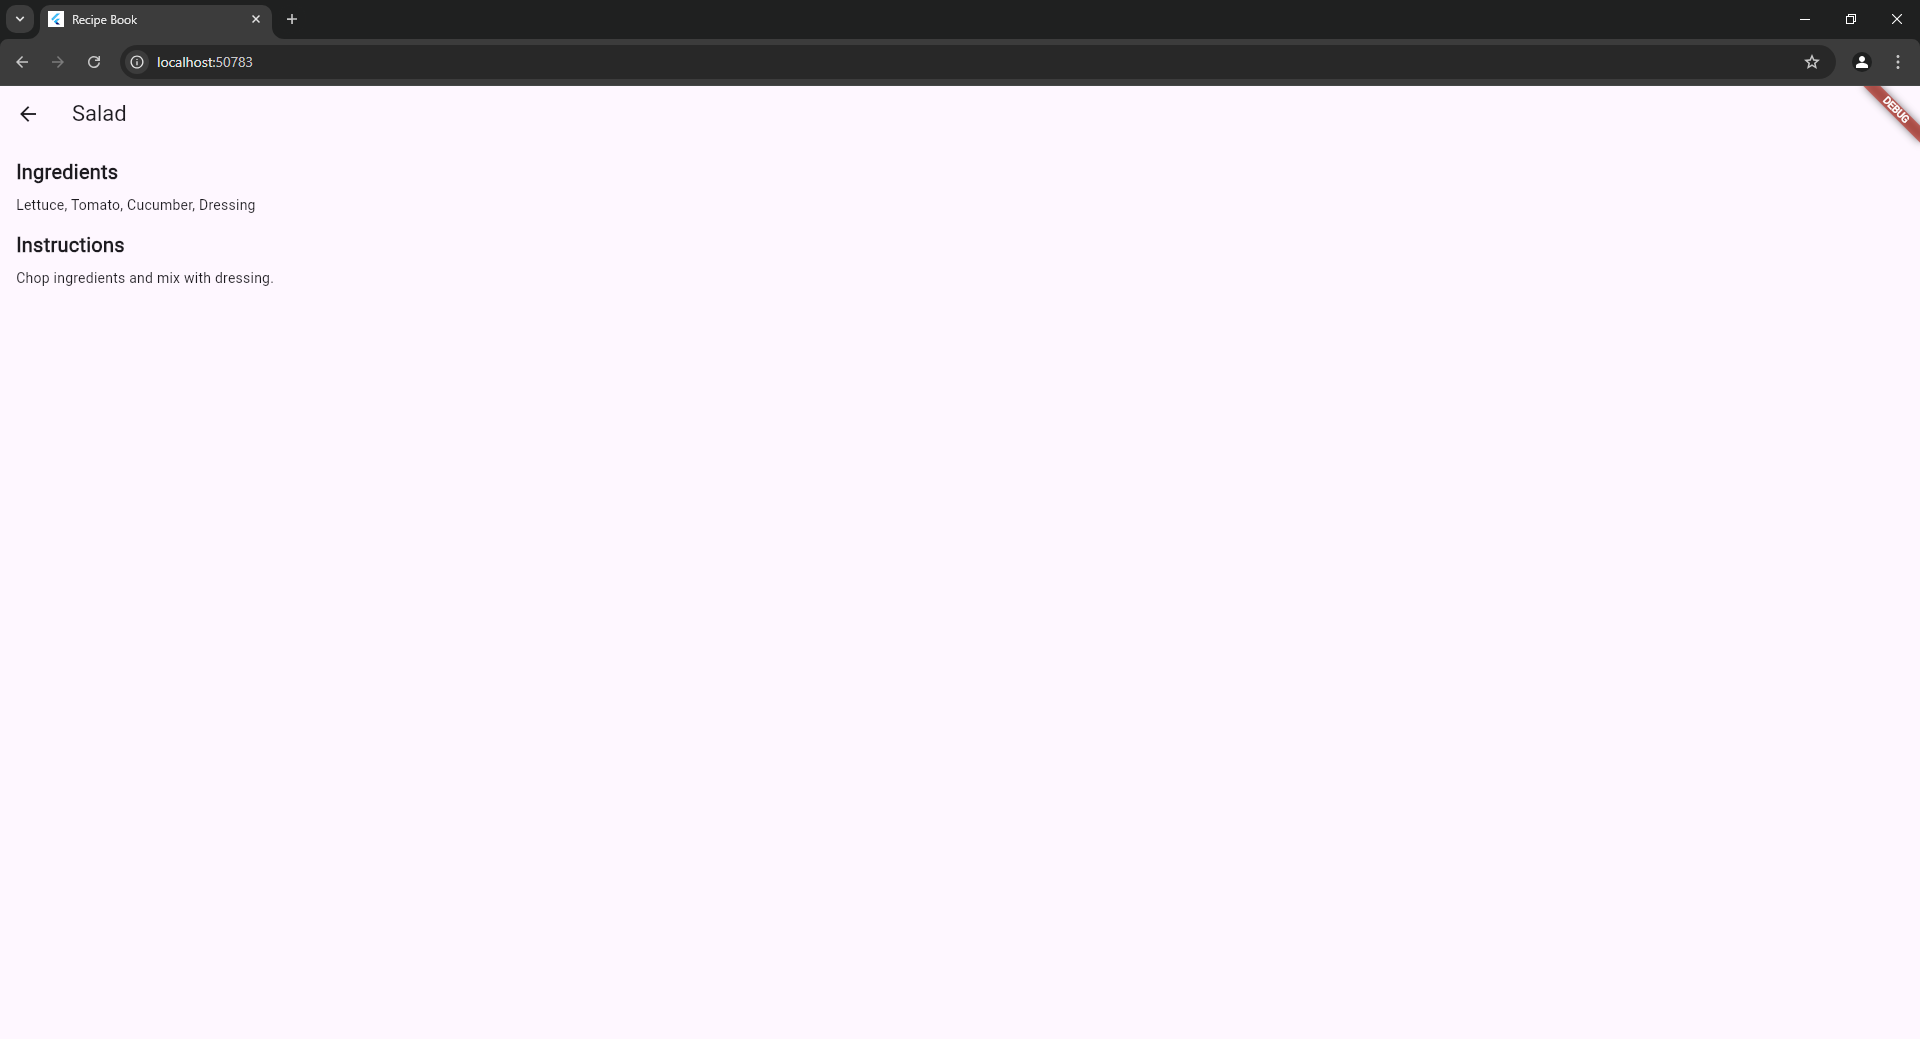 Recipe Book
localhost:50783
Salad
DEBUG
Ingredients
Lettuce, Tomato, Cucumber, Dressing
Instructions
Chop ingredients and mix with dressing.